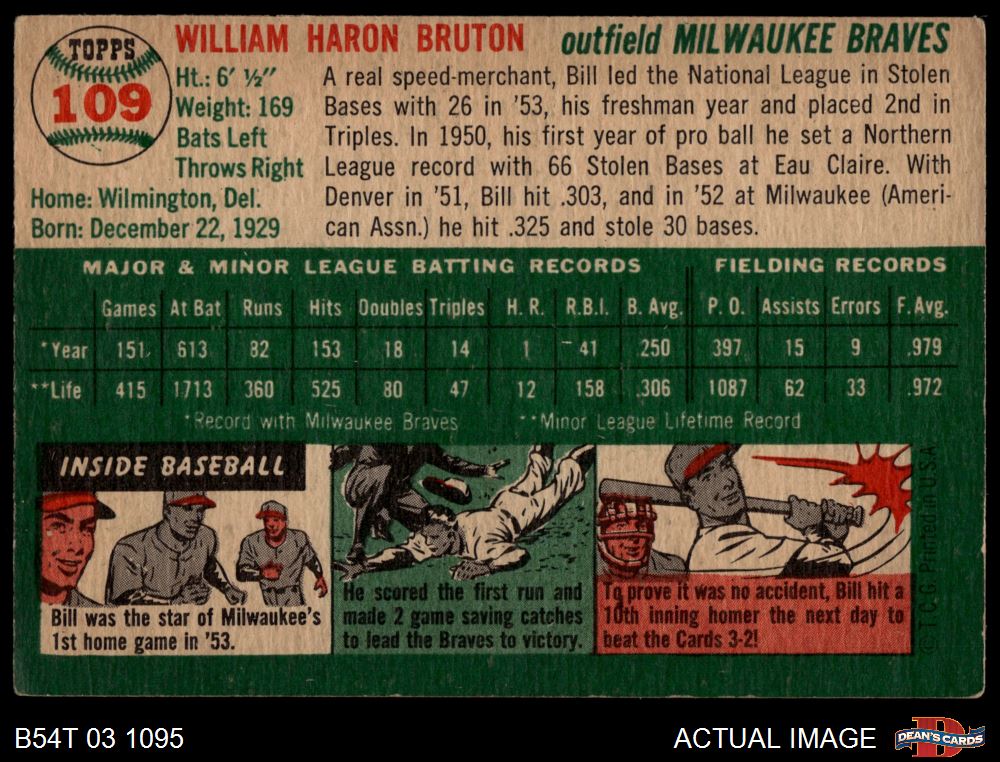 TOPPS
109
WILLIAM HARON BRUTON outfield MILWAUKEE BRAVES
Ht.: 6' ½"
Weight: 169
Bats Left
Throws Right
Home: Wilmington, Del.
Born: December 22, 1929
A real speed-merchant, Bill led the National League in Stolen
Bases with 26 in '53, his freshman year and placed 2nd in
Triples. In 1950, his first year of pro ball he set a Northern
League record with 66 Stolen Bases at Eau Claire. With
Denver in '51, Bill hit .303, and in '52 at Milwaukee (Ameri-
can Assn.) he hit .325 and stole 30 bases.
MAJOR & MINOR LEAGUE BATTING RECORDS FIELDING RECORDS
Games At Bat Runs Hits Doubles Triples H. R. R.B.I. B. Avg. P. O. Assists Errors F. Avg.
*Year 151 613 82 153 18 14 1 41 .250 397 15 9 .979
**Life 415 1713 360 525 80 47 12 158 .306 1087 62 33 .972
*Record with Milwaukee Braves **Minor League Lifetime Record
INSIDE BASEBALL
Bill was the star of Milwaukee's
1st home game in '53.
He scored the first run and
made 2 game saving catches
to lead the Braves to victory.
To prove it was no accident, Bill hit a
10th inning homer the next day to
beat the Cards 3-2!
© T.C.G. Printed in U.S.A
B54T 03 1095
ACTUAL IMAGE
DEAN'S CARDS